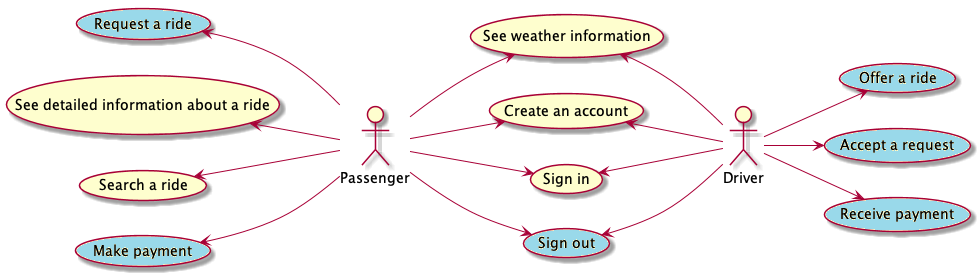 Request a ride
See weather information
Offer a ride
See detailed information about a ride
Create an account
Accept a request
Passenger
Driver
Search a ride
Sign in
Receive payment
Make payment
Sign out